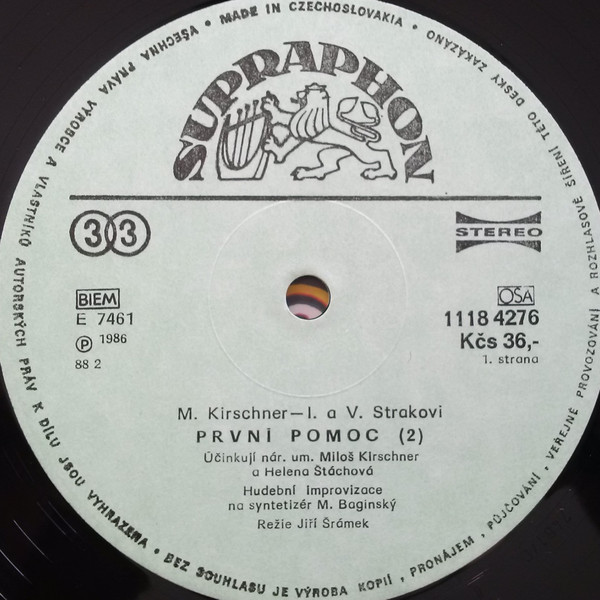 MADE IN CZECHOSLOVAKIA •
VŠECHNA PRÁVA VÝROBCE A VLASTNÍKŮ AUTORSKÝCH PRÁV K DÍLU JSOU VYHRAZENA • BEZ SOUHLASU JE VÝROBA KOPIÍ, PRONÁJEM, PŮJČOVÁNÍ, VEŘEJNÉ PROVOZOVÁNÍ A ROZHLASOVÉ ŠÍŘENÍ TÉTO DESKY ZAKÁZÁNO •
SUPRAPHON
33
STEREO
BIEM
E 7461
Ⓟ 1986
88 2
OSA
1118 4276
Kčs 36,-
1. strana
M. Kirschner—I. a V. Strakovi
PRVNÍ POMOC (2)
Účinkují nár. um. Miloš Kirschner
a Helena Štáchová
Hudební improvizace
na syntetizér M. Baginský
Režie Jiří Šrámek